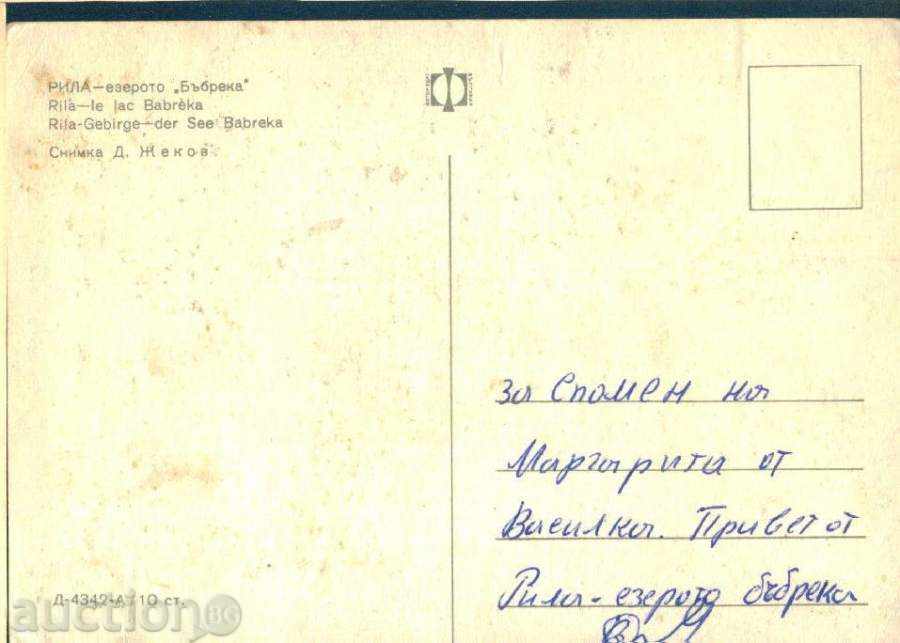 РИЛА—езерото „Бъбрека“
Rila—le lac Babrèka
Rila-Gebirge—der See Babreka
Снимка Д. Жеков
За Спомен на
Маргарита от
Василка. Привет от
Рила-езерото бъбрека
Д-4342-А 10 ст.
auction BG